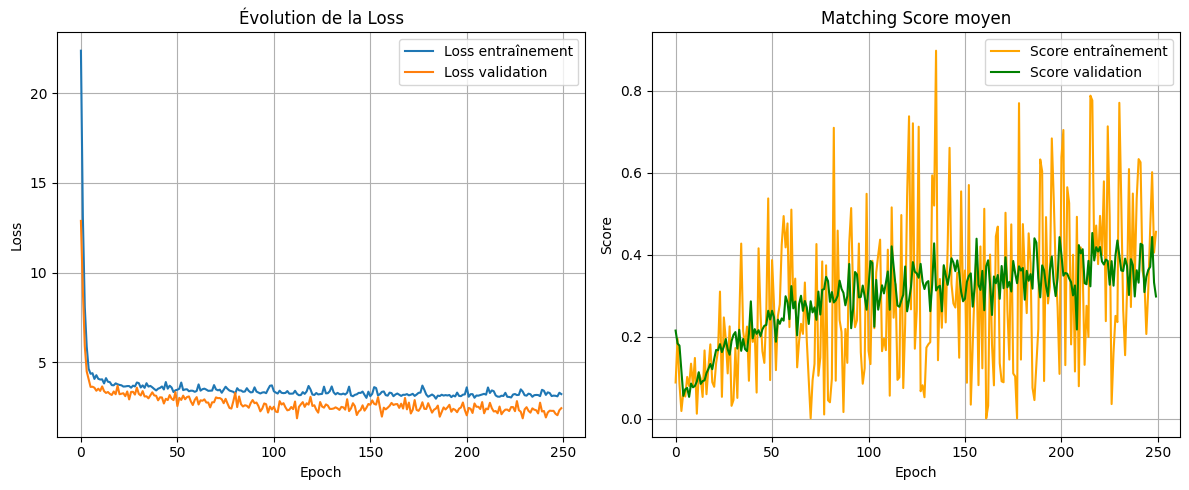 Évolution de la Loss
Loss entraînement
Loss validation
20
15
10
5
Loss
0
50
100
150
200
250
Epoch
Matching Score moyen
Score entraînement
Score validation
0.8
0.6
0.4
0.2
0.0
Score
0
50
100
150
200
250
Epoch